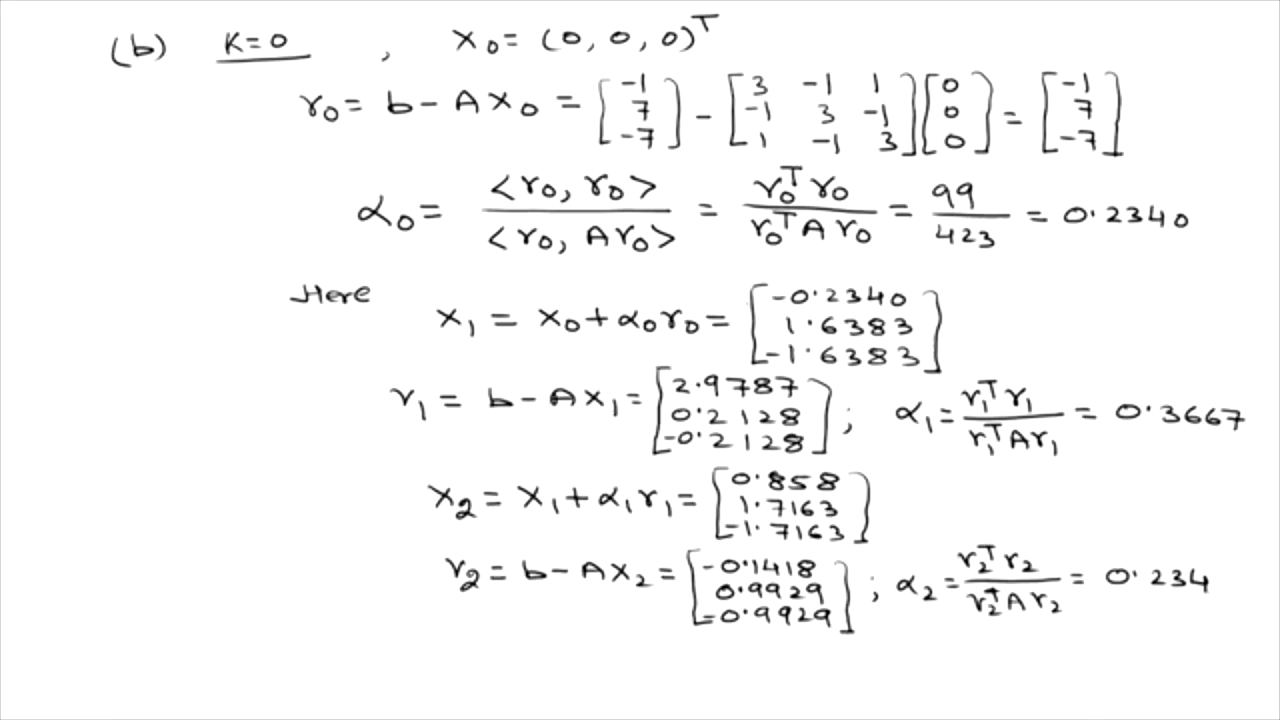 (b) K=0 , x₀ = (0, 0, 0)ᵀ
r₀ = b - Ax₀ = [-1; 7; -7] - [3 -1 1; -1 3 -1; 1 -1 3] [0; 0; 0] = [-1; 7; -7]
α₀ = <r₀, r₀> / <r₀, Ar₀> = r₀ᵀr₀ / r₀ᵀAr₀ = 99/423 = 0.2340
Here
x₁ = x₀ + α₀r₀ = [-0.2340; 1.6383; -1.6383]
r₁ = b - Ax₁ = [2.9787; 0.2128; -0.2128] ; α₁ = r₁ᵀr₁ / r₁ᵀAr₁ = 0.3667
x₂ = x₁ + α₁r₁ = [0.858; 1.7163; -1.7163]
r₂ = b - Ax₂ = [-0.1418; 0.9929; -0.9929] ; α₂ = r₂ᵀr₂ / r₂ᵀAr₂ = 0.234